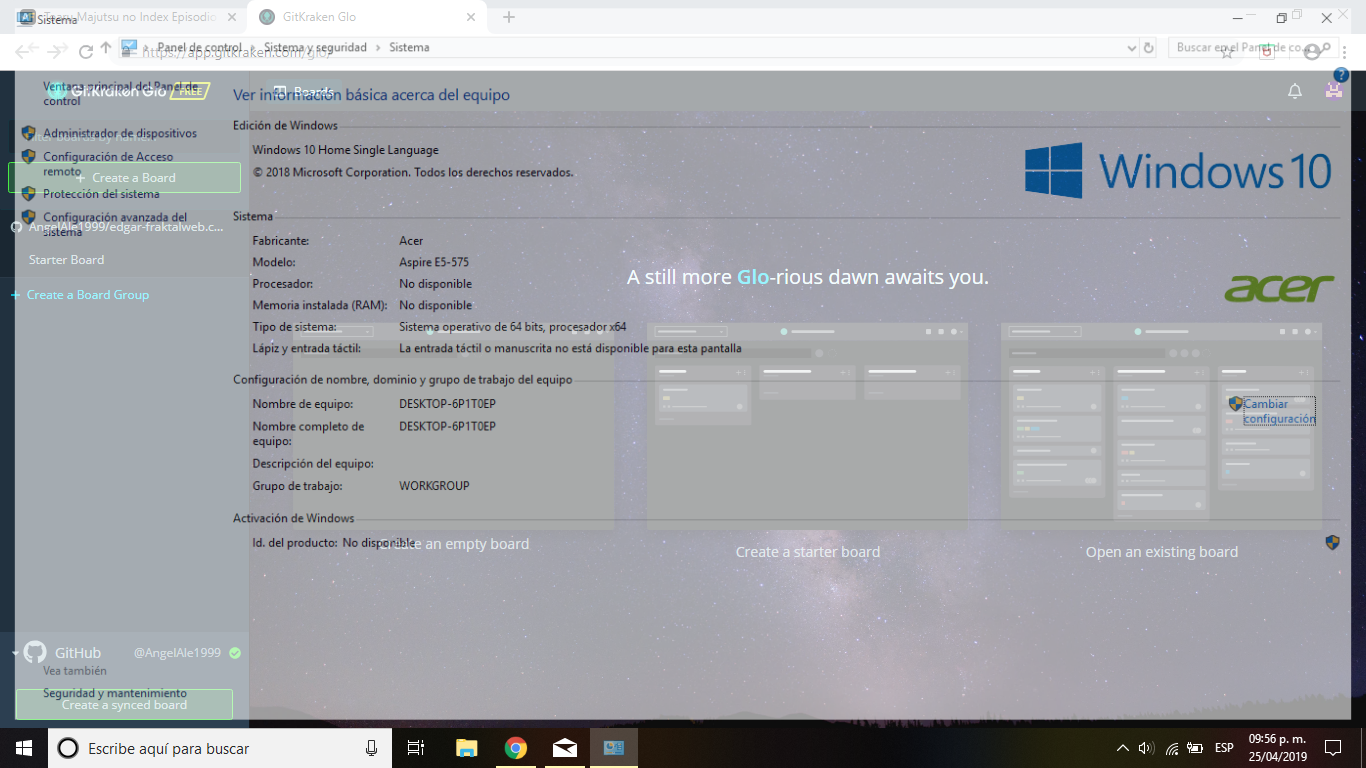 Sistema
Toaru Majutsu no Index Episodio
GitKraken Glo
Panel de control
Sistema y seguridad
Sistema
https://app.gitkraken.com/glo/
Buscar en el Panel de co...
Ventana principal del Panel de
control
GitKraken Glo
FREE
Boards
Ver información básica acerca del equipo
Edición de Windows
Administrador de dispositivos
Windows 10 Home Single Language
Configuración de Acceso
remoto
© 2018 Microsoft Corporation. Todos los derechos reservados.
Windows 10
+ Create a Board
Protección del sistema
Configuración avanzada del
sistema
Sistema
AngelAle1999/edgar-fraktalweb.c...
Fabricante: Acer
Starter Board
Modelo: Aspire E5-575
A still more Glo-rious dawn awaits you.
acer
Procesador: No disponible
+ Create a Board Group
Memoria instalada (RAM): No disponible
Tipo de sistema: Sistema operativo de 64 bits, procesador x64
Lápiz y entrada táctil: La entrada táctil o manuscrita no está disponible para esta pantalla
Configuración de nombre, dominio y grupo de trabajo del equipo
Nombre de equipo: DESKTOP-6P1T0EP
Cambiar
configuración
Nombre completo de
equipo:
DESKTOP-6P1T0EP
Descripción del equipo:
Grupo de trabajo: WORKGROUP
Activación de Windows
Id. del producto: No disponible
Create an empty board
Create a starter board
Open an existing board
GitHub
@AngelAle1999
Vea también
Seguridad y mantenimiento
Create a synced board
Escribe aquí para buscar
ESP
09:56 p. m.
25/04/2019